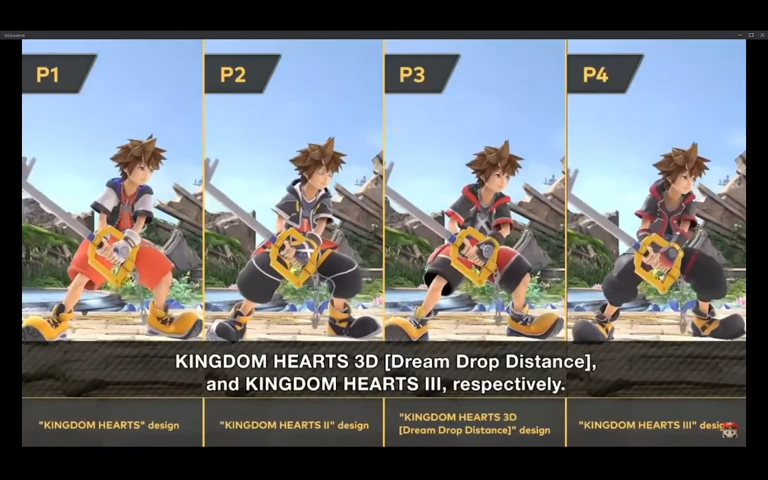 P1
P2
P3
P4
KINGDOM HEARTS 3D [Dream Drop Distance],
and KINGDOM HEARTS III, respectively.
"KINGDOM HEARTS" design
"KINGDOM HEARTS II" design
"KINGDOM HEARTS 3D
[Dream Drop Distance]" design
"KINGDOM HEARTS III"